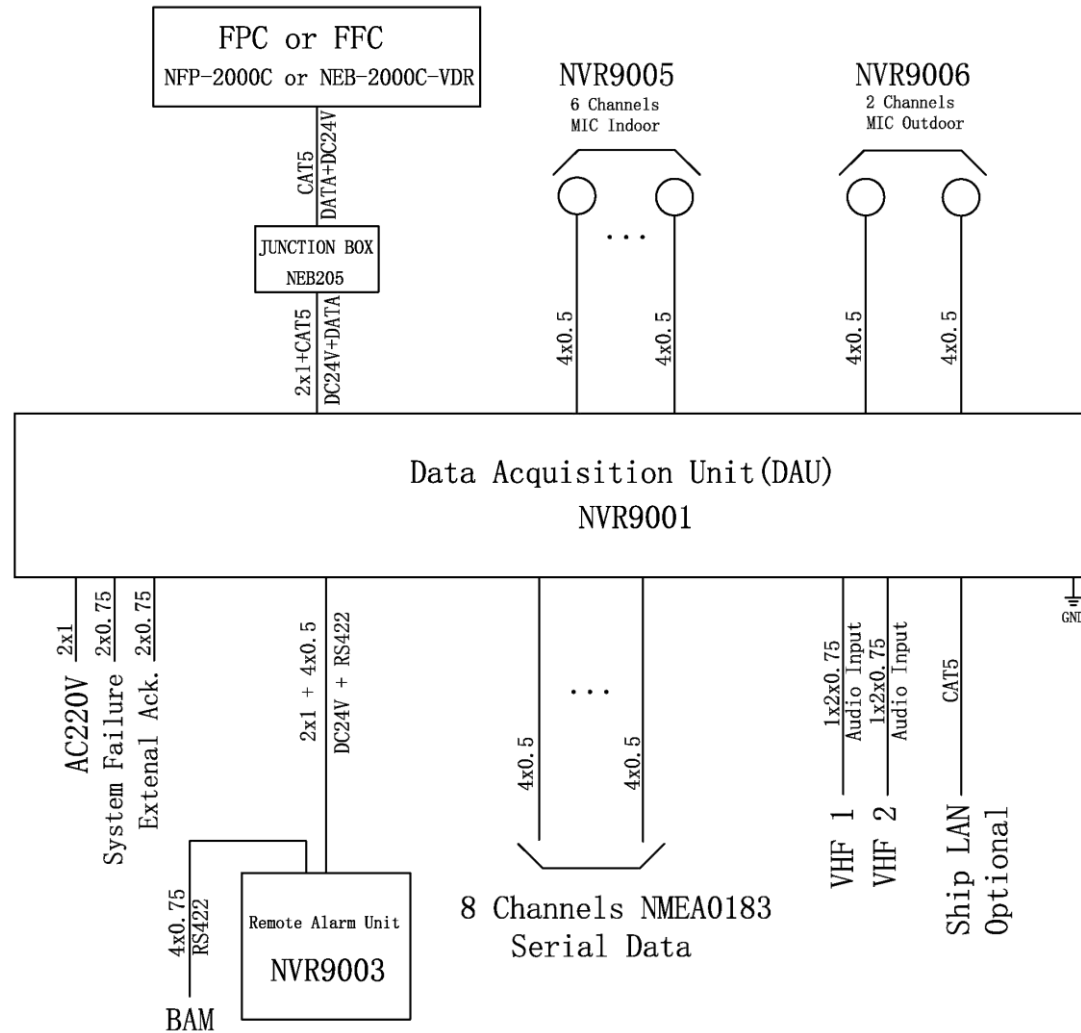 FPC or FFC
NFP-2000C or NEB-2000C-VDR
NVR9005
6 Channels
MIC Indoor
NVR9006
2 Channels
MIC Outdoor
CAT5
DATA+DC24V
JUNCTION BOX
NEB205
2x1+CAT5
DC24V+DATA
4x0.5
4x0.5
4x0.5
4x0.5
Data Acquisition Unit(DAU)
NVR9001
2x1
AC220V
2x0.75
System Failure
2x0.75
Extenal Ack.
2x1 + 4x0.5
DC24V + RS422
4x0.5
4x0.5
1x2x0.75
Audio Input
VHF 1
1x2x0.75
Audio Input
VHF 2
CAT5
Ship LAN
Optional
GND
...
...
4x0.75
RS422
BAM
Remote Alarm Unit
NVR9003
8 Channels NMEA0183
Serial Data